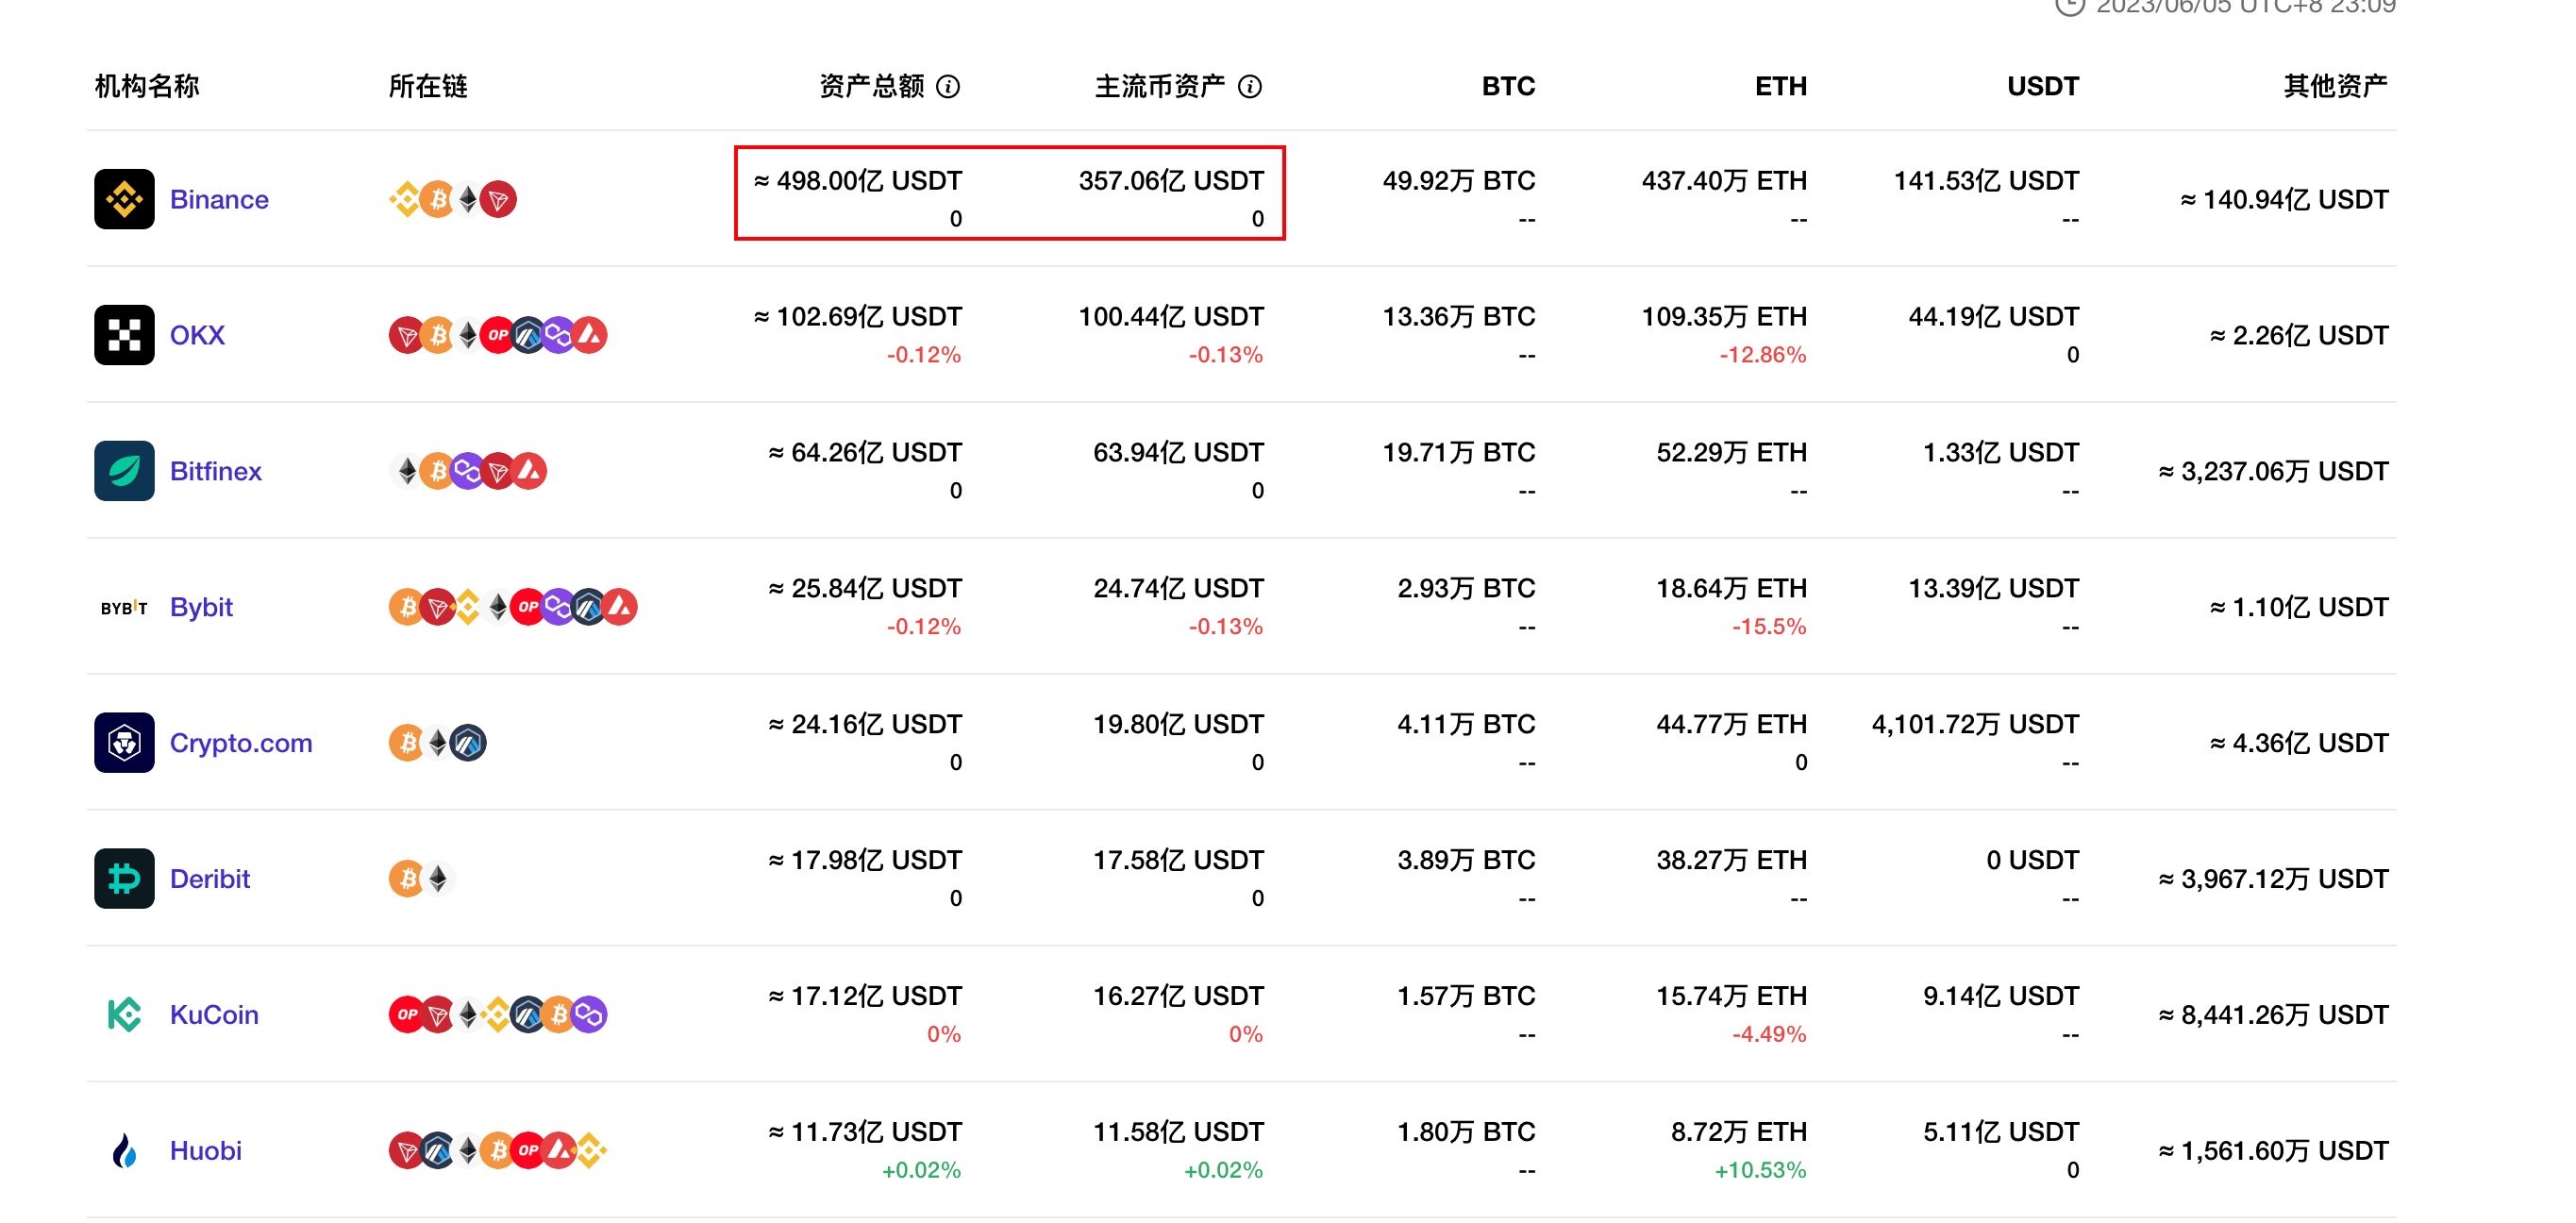 2023/06/05 UTC+8 23:09
机构名称 所在链 资产总额 主流币资产 BTC ETH USDT 其他资产
Binance ≈ 498.00亿 USDT 357.06亿 USDT 49.92万 BTC 437.40万 ETH 141.53亿 USDT ≈ 140.94亿 USDT
0 0 -- -- --
OKX ≈ 102.69亿 USDT 100.44亿 USDT 13.36万 BTC 109.35万 ETH 44.19亿 USDT ≈ 2.26亿 USDT
-0.12% -0.13% -- -12.86% 0
Bitfinex ≈ 64.26亿 USDT 63.94亿 USDT 19.71万 BTC 52.29万 ETH 1.33亿 USDT ≈ 3,237.06万 USDT
0 0 -- -- --
BYBIT Bybit ≈ 25.84亿 USDT 24.74亿 USDT 2.93万 BTC 18.64万 ETH 13.39亿 USDT ≈ 1.10亿 USDT
-0.12% -0.13% -- -15.5% --
Crypto.com ≈ 24.16亿 USDT 19.80亿 USDT 4.11万 BTC 44.77万 ETH 4,101.72万 USDT ≈ 4.36亿 USDT
0 0 -- 0 --
Deribit ≈ 17.98亿 USDT 17.58亿 USDT 3.89万 BTC 38.27万 ETH 0 USDT ≈ 3,967.12万 USDT
0 0 -- -- --
KuCoin ≈ 17.12亿 USDT 16.27亿 USDT 1.57万 BTC 15.74万 ETH 9.14亿 USDT ≈ 8,441.26万 USDT
0% 0% -- -4.49% --
Huobi ≈ 11.73亿 USDT 11.58亿 USDT 1.80万 BTC 8.72万 ETH 5.11亿 USDT ≈ 1,561.60万 USDT
+0.02% +0.02% -- +10.53% 0